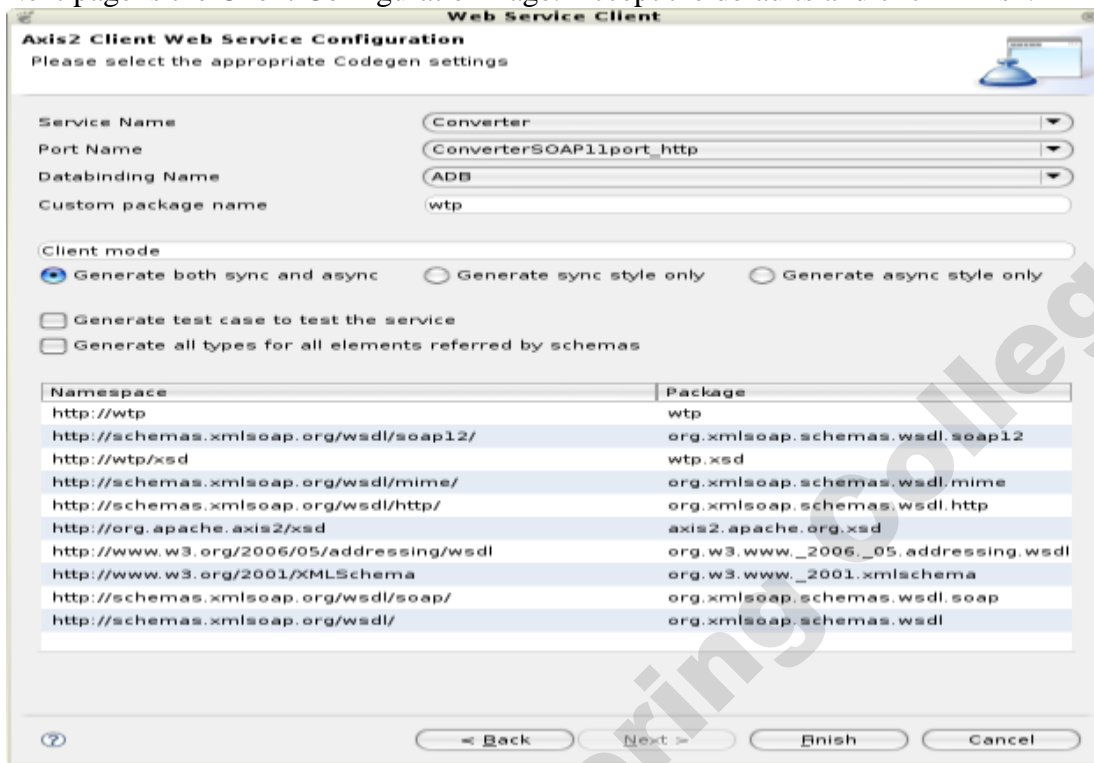 Web Service Client
Axis2 Client Web Service Configuration
Please select the appropriate Codegen settings
Service Name Converter
Port Name ConverterSOAP11port_http
Databinding Name ADB
Custom package name wtp
Client mode
Generate both sync and async Generate sync style only Generate async style only
Generate test case to test the service
Generate all types for all elements referred by schemas
Namespace Package
http://wtp wtp
http://schemas.xmlsoap.org/wsdl/soap12/ org.xmlsoap.schemas.wsdl.soap12
http://wtp/xsd wtp.xsd
http://schemas.xmlsoap.org/wsdl/mime/ org.xmlsoap.schemas.wsdl.mime
http://schemas.xmlsoap.org/wsdl/http/ org.xmlsoap.schemas.wsdl.http
http://org.apache.axis2/xsd axis2.apache.org.xsd
http://www.w3.org/2006/05/addressing/wsdl org.w3.www._2006._05.addressing.wsdl
http://www.w3.org/2001/XMLSchema org.w3.www._2001.xmlschema
http://schemas.xmlsoap.org/wsdl/soap/ org.xmlsoap.schemas.wsdl.soap
http://schemas.xmlsoap.org/wsdl/ org.xmlsoap.schemas.wsdl
ring Colleg
? < Back Next > Finish Cancel